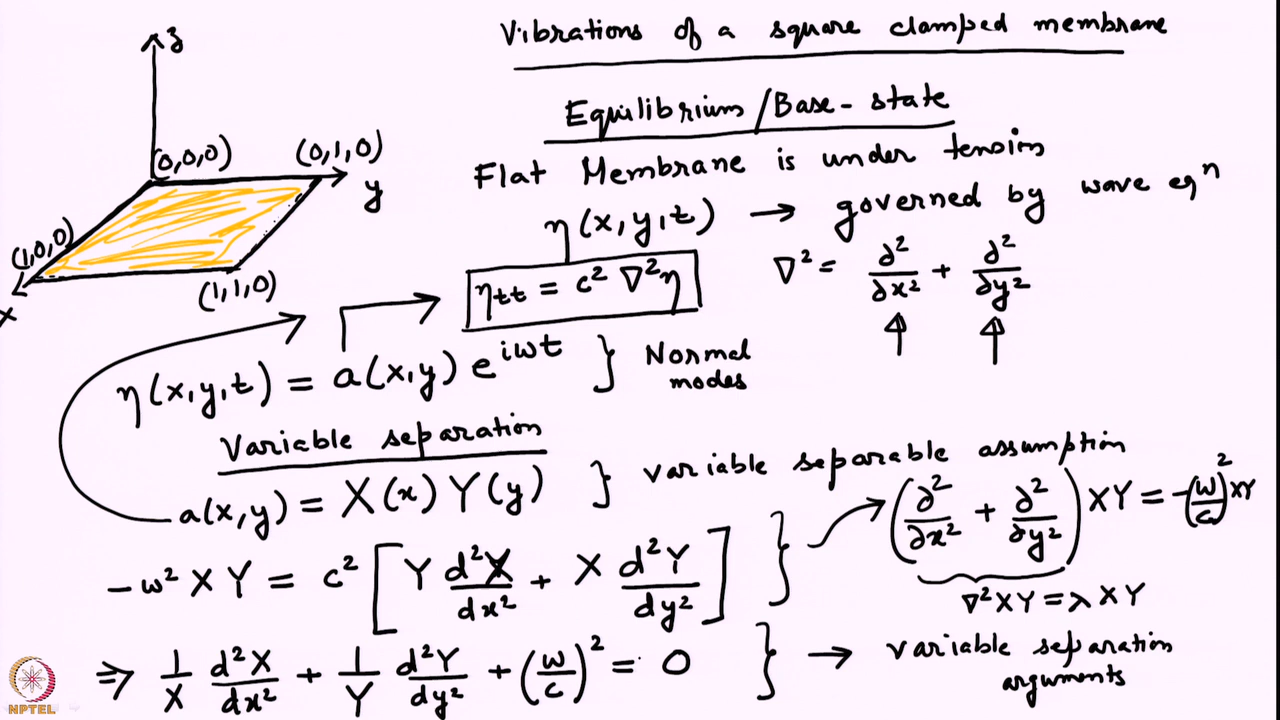 Vibrations of a square clamped membrane
z
Equilibrium/Base-state
(0,0,0)
(0,1,0)
y
Flat Membrane is under tension
η(x,y,t) → governed by wave eqⁿ
(1,0,0)
x
(1,1,0)
η_tt = c² ∇²η
∇² = ∂²/∂x² + ∂²/∂y²
η(x,y,t) = a(x,y) e^{iωt} } Normal modes
Variable separation
a(x,y) = X(x) Y(y) } variable separable assumption
(∂²/∂x² + ∂²/∂y²) XY = -(ω/c)² XY
∇²XY = λ XY
-ω² X Y = c² [Y d²X/dx² + X d²Y/dy²] }
⇒ 1/X d²X/dx² + 1/Y d²Y/dy² + (ω/c)² = 0 } → variable separation
arguments
NPTEL